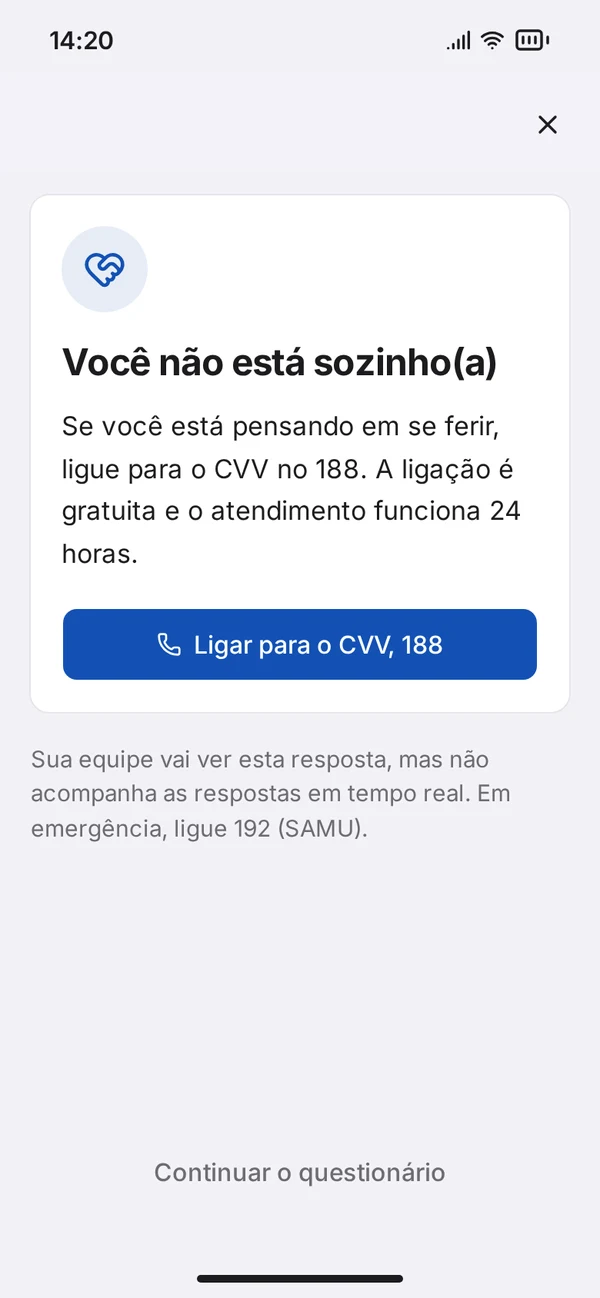 14:20
Você não está sozinho(a)
Se você está pensando em se ferir,
ligue para o CVV no 188. A ligação é
gratuita e o atendimento funciona 24
horas.
Ligar para o CVV, 188
Sua equipe vai ver esta resposta, mas não
acompanha as respostas em tempo real. Em
emergência, ligue 192 (SAMU).
Continuar o questionário